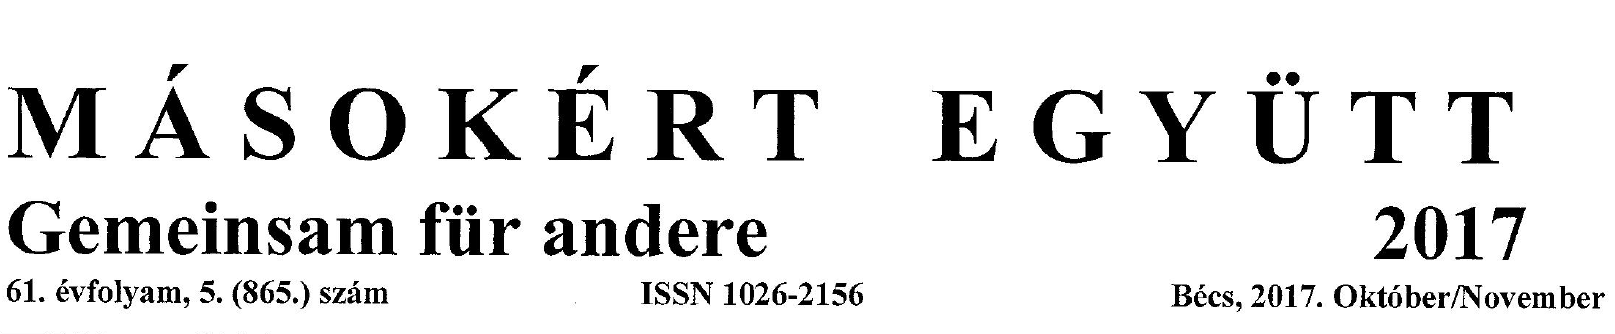 MÁSOKÉRT EGYÜTT
Gemeinsam für andere 2017
61. évfolyam, 5. (865.) szám ISSN 1026-2156 Bécs, 2017. Október/November